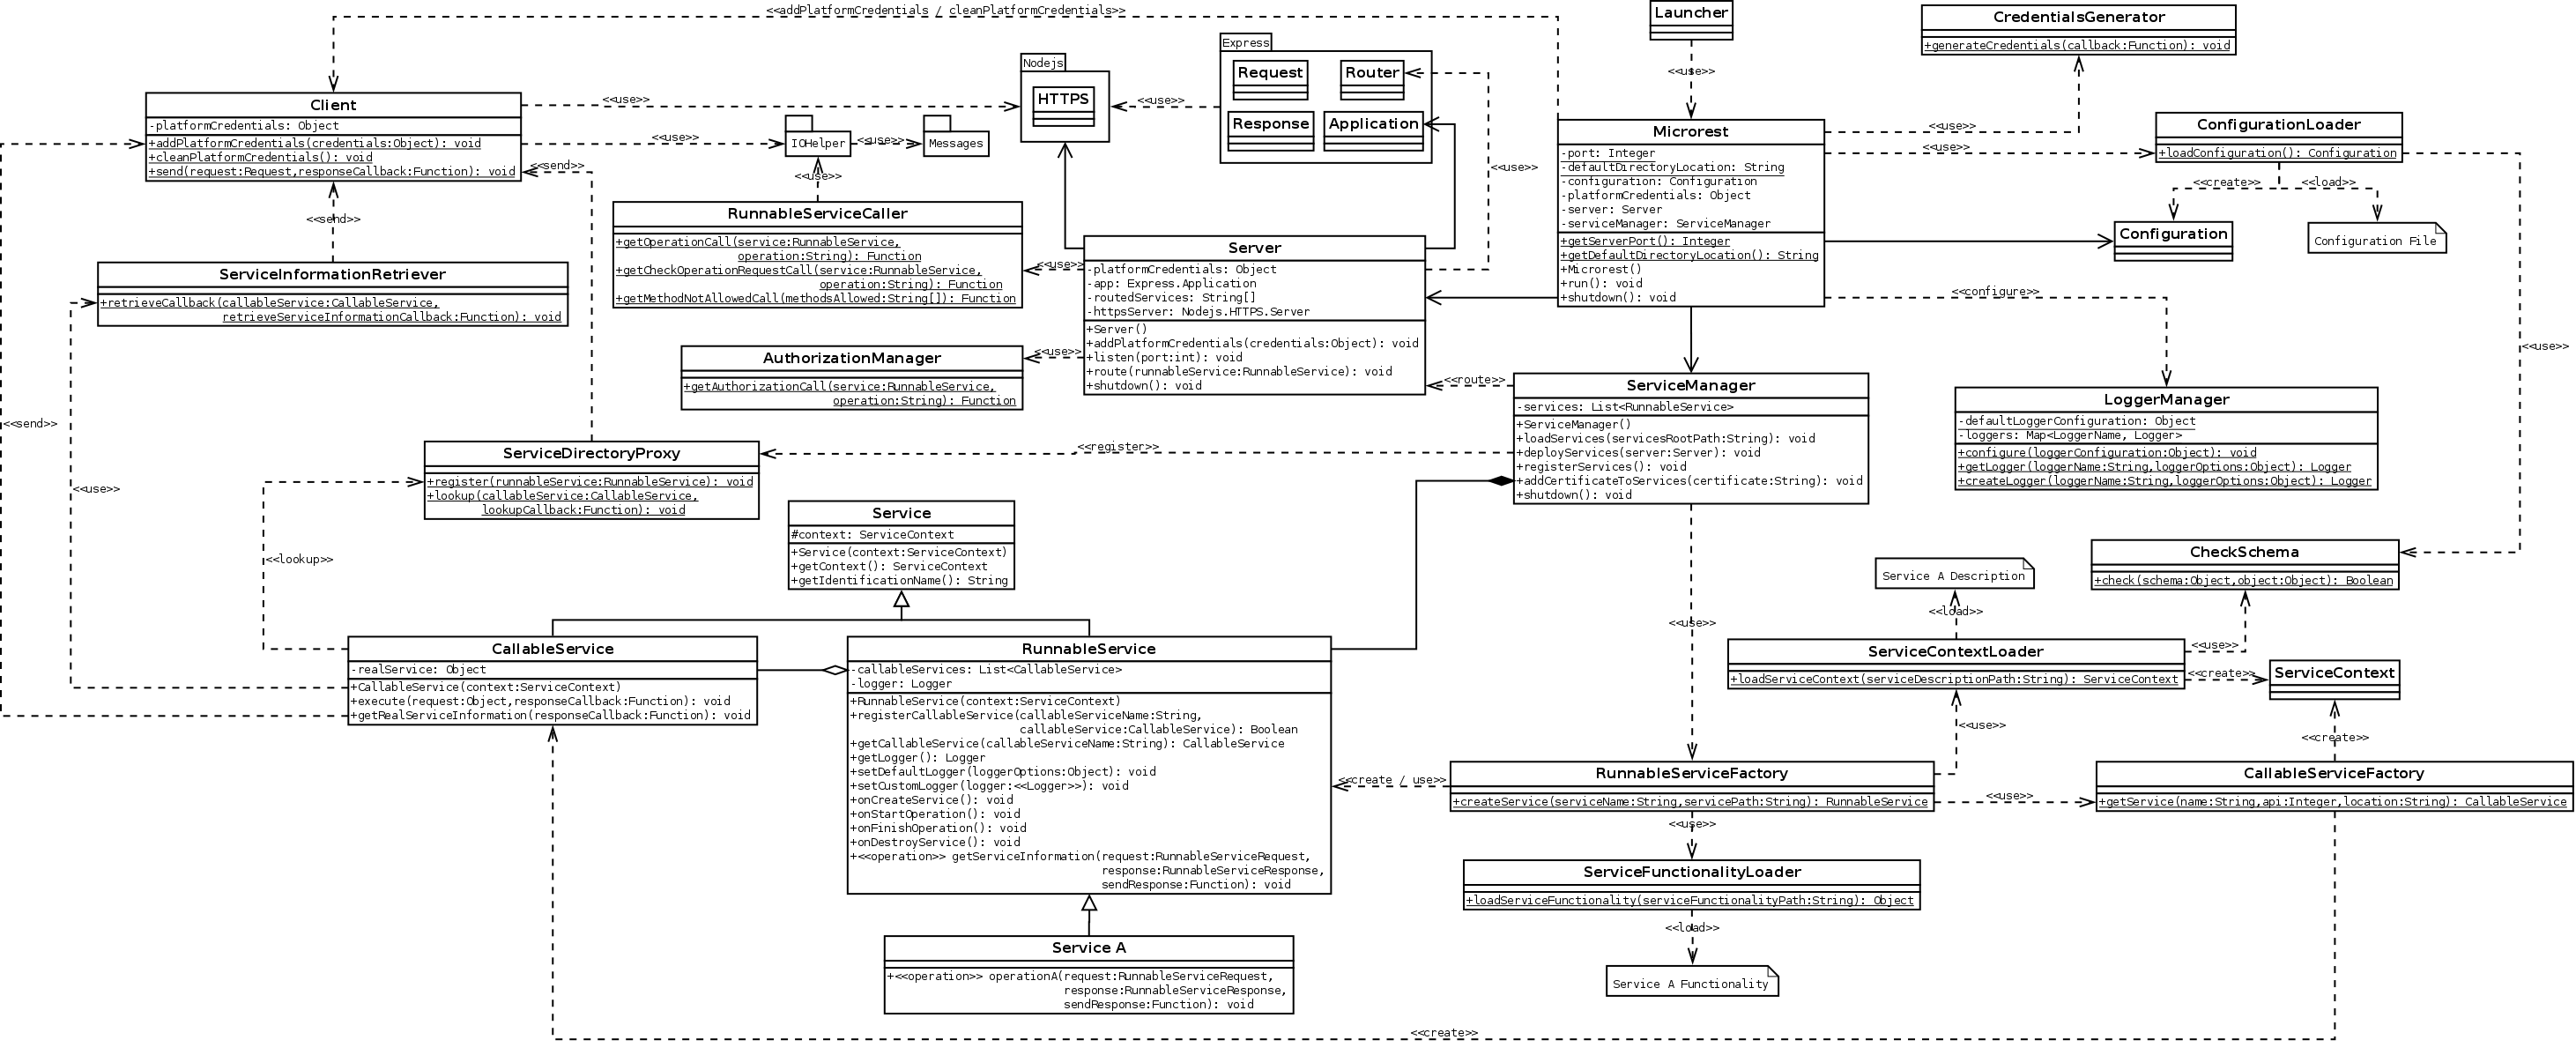 <<addPlatformCredentials / cleanPlatformCredentials>>
Launcher
<<use>>
CredentialsGenerator
+generateCredentials(callback:Function): void
Nodejs
HTTPS
Express
Request
Router
Response
Application
<<use>>
<<use>>
Client
-platformCredentials: Object
+addPlatformCredentials(credentials:Object): void
+cleanPlatformCredentials(): void
+send(request:Request,responseCallback:Function): void
<<use>>
<<use>>
IOHelper
<<use>>
Messages
<<send>>
<<send>>
<<use>>
Microrest
-port: Integer
-defaultDirectoryLocation: String
-configuration: Configuration
-platformCredentials: Object
-server: Server
-serviceManager: ServiceManager
+getServerPort(): Integer
+getDefaultDirectoryLocation(): String
+Microrest()
+run(): void
+shutdown(): void
<<use>>
<<use>>
ConfigurationLoader
+loadConfiguration(): Configuration
<<create>>
<<load>>
Configuration
Configuration File
<<configure>>
<<use>>
RunnableServiceCaller
+getOperationCall(service:RunnableService,
operation:String): Function
+getCheckOperationRequestCall(service:RunnableService,
operation:String): Function
+getMethodNotAllowedCall(methodsAllowed:String[]): Function
<<use>>
Server
-platformCredentials: Object
-app: Express.Application
-routedServices: String[]
-httpsServer: Nodejs.HTTPS.Server
+Server()
+addPlatformCredentials(credentials:Object): void
+listen(port:int): void
+route(runnableService:RunnableService): void
+shutdown(): void
ServiceInformationRetriever
+retrieveCallback(callableService:CallableService,
retrieveServiceInformationCallback:Function): void
AuthorizationManager
+getAuthorizationCall(service:RunnableService,
operation:String): Function
<<use>>
<<route>>
ServiceManager
-services: List<RunnableService>
+ServiceManager()
+loadServices(servicesRootPath:String): void
+deployServices(server:Server): void
+registerServices(): void
+addCertificateToServices(certificate:String): void
+shutdown(): void
LoggerManager
-defaultLoggerConfiguration: Object
-loggers: Map<LoggerName, Logger>
+configure(loggerConfiguration:Object): void
+getLogger(loggerName:String,loggerOptions:Object): Logger
+createLogger(loggerName:String,loggerOptions:Object): Logger
<<use>>
<<send>>
<<use>>
<<register>>
ServiceDirectoryProxy
+register(runnableService:RunnableService): void
+lookup(callableService:CallableService,
lookupCallback:Function): void
<<lookup>>
Service
#context: ServiceContext
+Service(context:ServiceContext)
+getContext(): ServiceContext
+getIdentificationName(): String
CheckSchema
+check(schema:Object,object:Object): Boolean
Service A Description
<<load>>
<<use>>
ServiceContextLoader
+loadServiceContext(serviceDescriptionPath:String): ServiceContext
<<use>>
<<create>>
ServiceContext
<<use>>
<<create>>
CallableService
-realService: Object
+CallableService(context:ServiceContext)
+execute(request:Object,responseCallback:Function): void
+getRealServiceInformation(responseCallback:Function): void
RunnableService
-callableServices: List<CallableService>
-logger: Logger
+RunnableService(context:ServiceContext)
+registerCallableService(callableServiceName:String,
callableService:CallableService): Boolean
+getCallableService(callableServiceName:String): CallableService
+getLogger(): Logger
+setDefaultLogger(loggerOptions:Object): void
+setCustomLogger(logger:<<Logger>>): void
+onCreateService(): void
+onStartOperation(): void
+onFinishOperation(): void
+onDestroyService(): void
+<<operation>> getServiceInformation(request:RunnableServiceRequest,
response:RunnableServiceResponse,
sendResponse:Function): void
<<create / use>>
RunnableServiceFactory
+createService(serviceName:String,servicePath:String): RunnableService
<<use>>
CallableServiceFactory
+getService(name:String,api:Integer,location:String): CallableService
<<use>>
ServiceFunctionalityLoader
+loadServiceFunctionality(serviceFunctionalityPath:String): Object
<<load>>
Service A Functionality
Service A
+<<operation>> operationA(request:RunnableServiceRequest,
response:RunnableServiceResponse,
sendResponse:Function): void
<<create>>